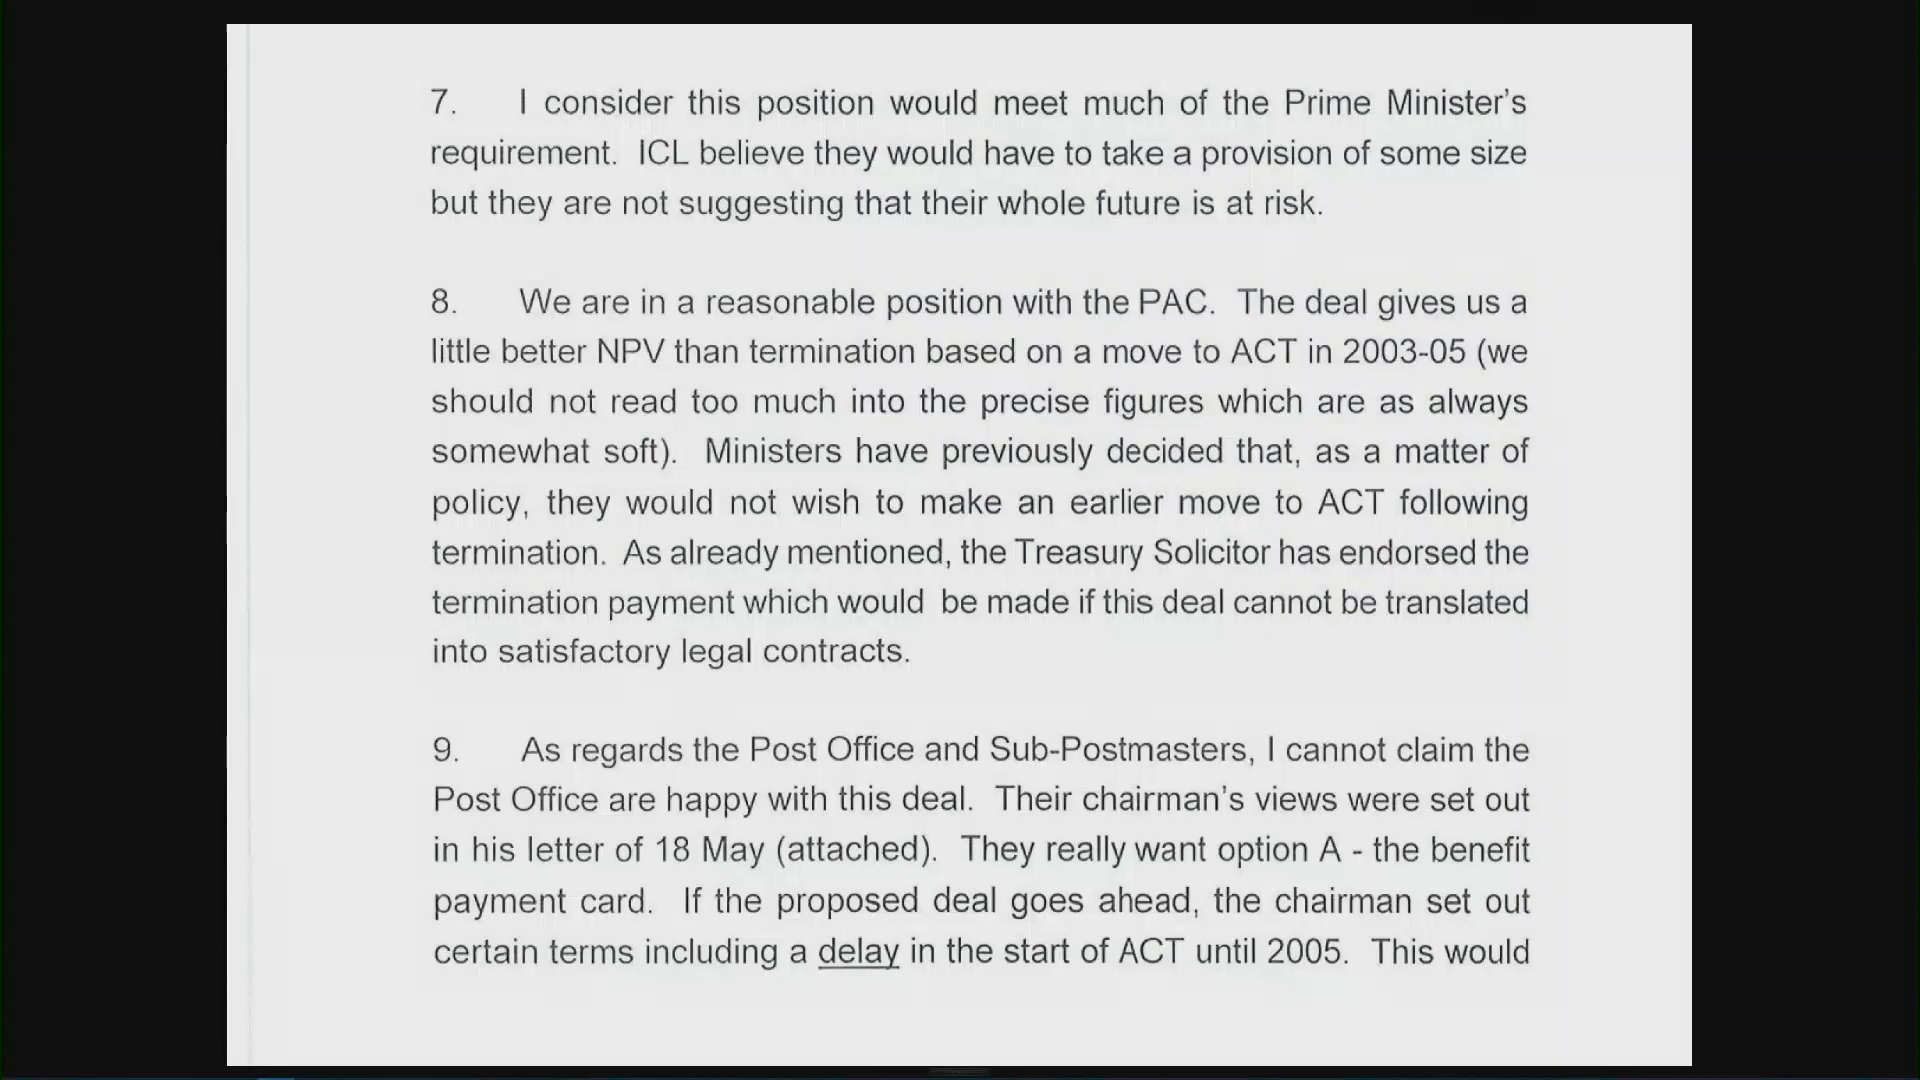 7. I consider this position would meet much of the Prime Minister's
requirement. ICL believe they would have to take a provision of some size
but they are not suggesting that their whole future is at risk.
8. We are in a reasonable position with the PAC. The deal gives us a
little better NPV than termination based on a move to ACT in 2003-05 (we
should not read too much into the precise figures which are as always
somewhat soft). Ministers have previously decided that, as a matter of
policy, they would not wish to make an earlier move to ACT following
termination. As already mentioned, the Treasury Solicitor has endorsed the
termination payment which would be made if this deal cannot be translated
into satisfactory legal contracts.
9. As regards the Post Office and Sub-Postmasters, I cannot claim the
Post Office are happy with this deal. Their chairman's views were set out
in his letter of 18 May (attached). They really want option A - the benefit
payment card. If the proposed deal goes ahead, the chairman set out
certain terms including a delay in the start of ACT until 2005. This would